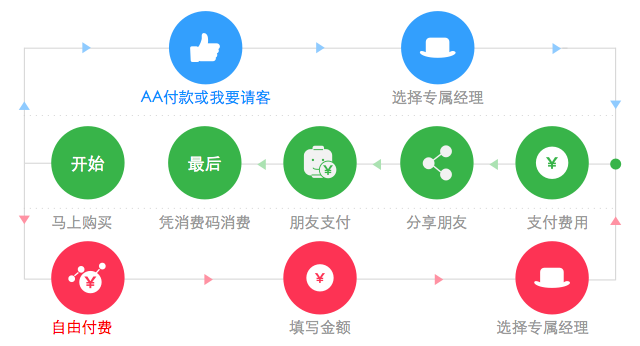 AA付款或我要请客
选择专属经理
开始
最后
¥
¥
马上购买
凭消费码消费
朋友支付
分享朋友
支付费用
¥
¥
自由付费
填写金额
选择专属经理